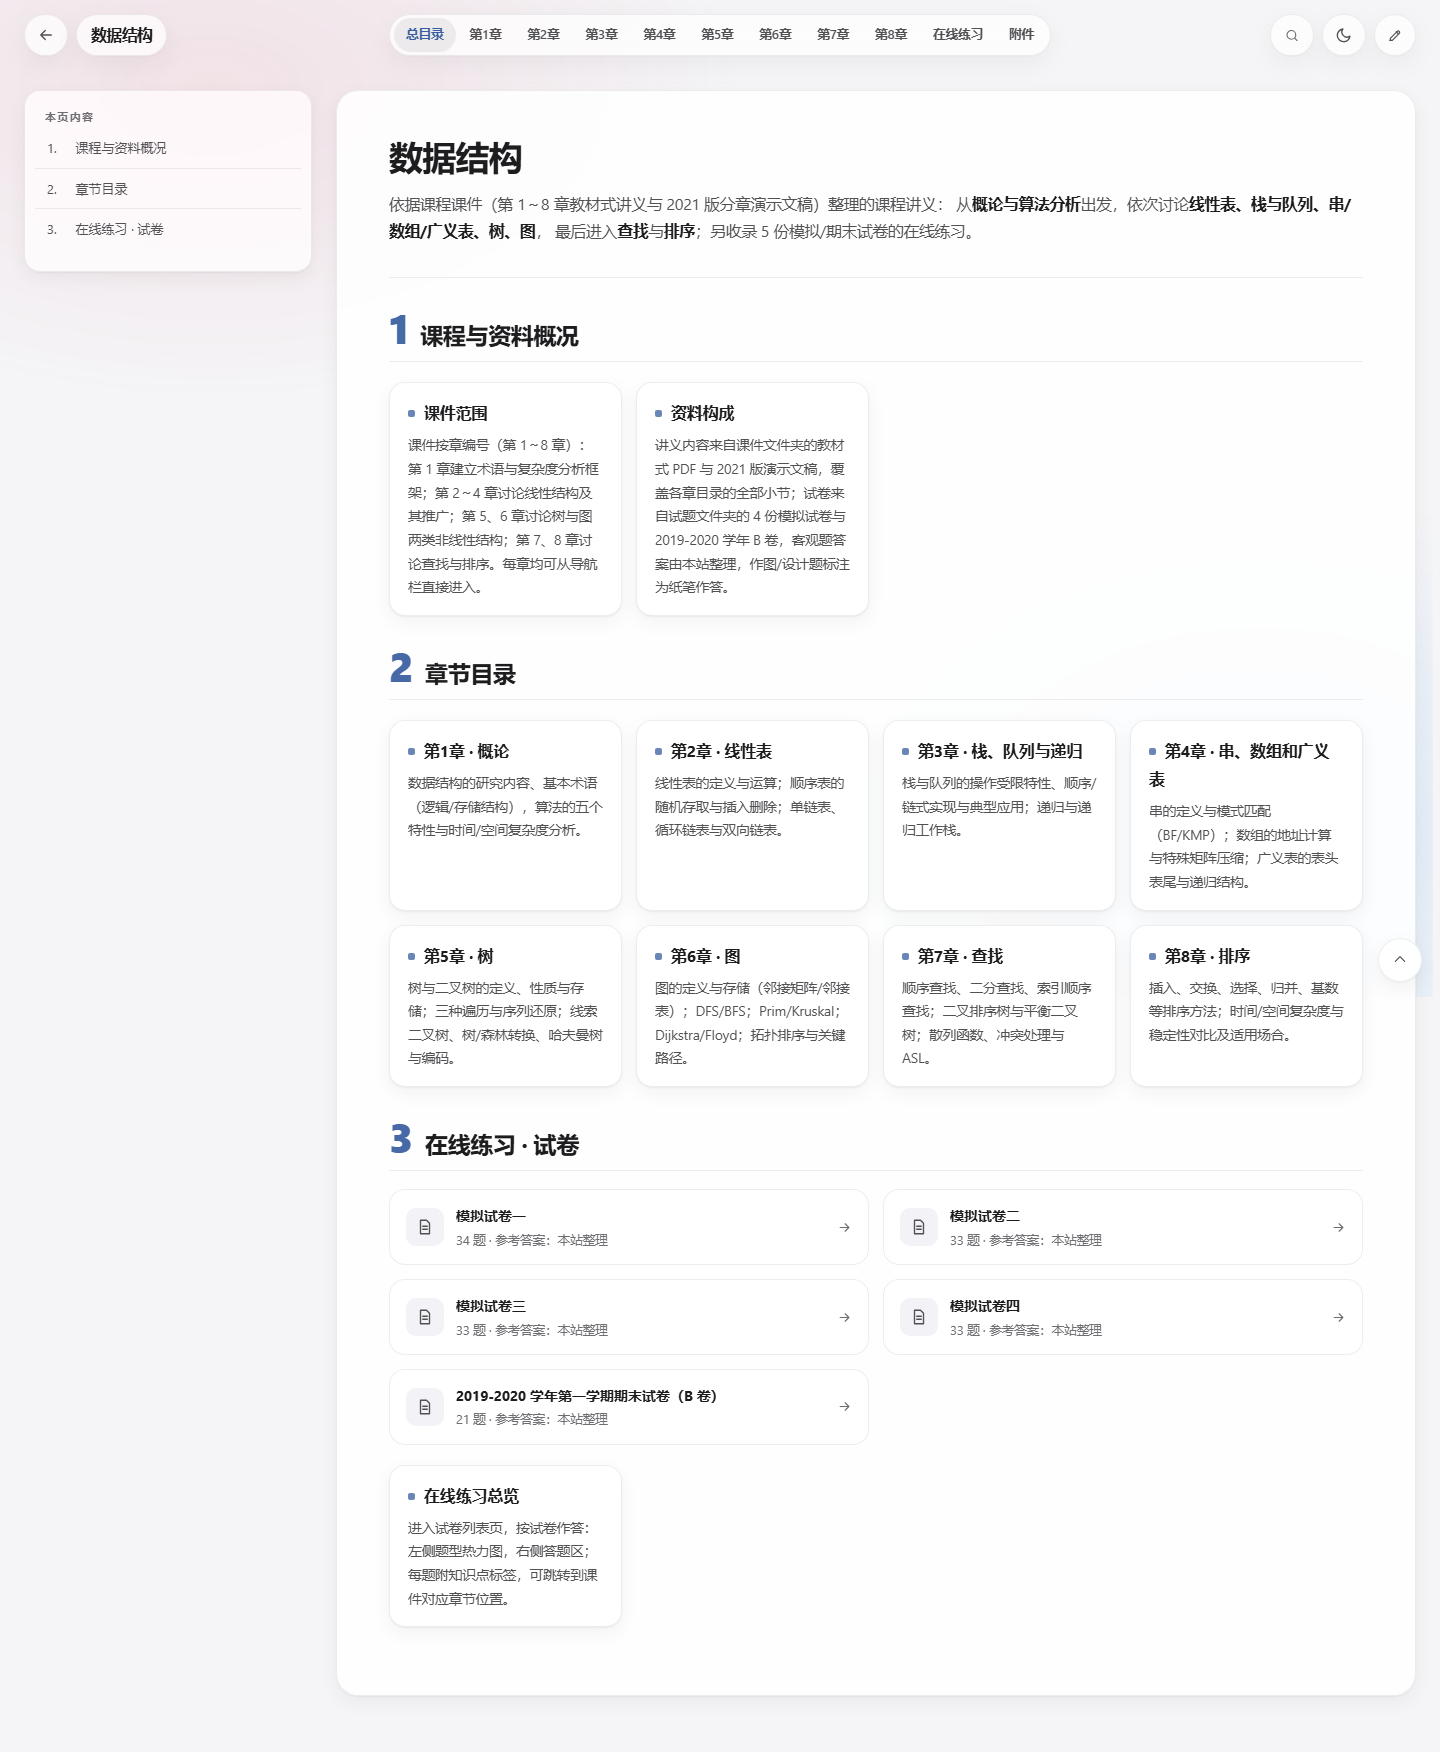 数据结构
总目录 第1章 第2章 第3章 第4章 第5章 第6章 第7章 第8章 在线练习 附件
本页内容
1. 课程与资料概况
2. 章节目录
3. 在线练习 · 试卷
数据结构
依据课程课件（第 1～8 章教材式讲义与 2021 版分章演示文稿）整理的课程讲义： 从概论与算法分析出发，依次讨论线性表、栈与队列、串/
数组/广义表、树、图， 最后进入查找与排序；另收录 5 份模拟/期末试卷的在线练习。
1 课程与资料概况
课件范围
课件按章编号（第 1～8 章）：
第 1 章建立术语与复杂度分析框
架；第 2～4 章讨论线性结构及
其推广；第 5、6 章讨论树与图
两类非线性结构；第 7、8 章讨
论查找与排序。每章均可从导航
栏直接进入。
资料构成
讲义内容来自课件文件夹的教材
式 PDF 与 2021 版演示文稿，覆
盖各章目录的全部小节；试卷来
自试题文件夹的 4 份模拟试卷与
2019-2020 学年 B 卷，客观题答
案由本站整理，作图/设计题标注
为纸笔作答。
2 章节目录
第1章 · 概论
数据结构的研究内容、基本术语
（逻辑/存储结构），算法的五个
特性与时间/空间复杂度分析。
第2章 · 线性表
线性表的定义与运算；顺序表的
随机存取与插入删除；单链表、
循环链表与双向链表。
第3章 · 栈、队列与递归
栈与队列的操作受限特性、顺序/
链式实现与典型应用；递归与递
归工作栈。
第4章 · 串、数组和广义
表
串的定义与模式匹配
（BF/KMP）；数组的地址计算
与特殊矩阵压缩；广义表的表头
表尾与递归结构。
第5章 · 树
树与二叉树的定义、性质与存
储；三种遍历与序列还原；线索
二叉树、树/森林转换、哈夫曼树
与编码。
第6章 · 图
图的定义与存储（邻接矩阵/邻接
表）；DFS/BFS；Prim/Kruskal；
Dijkstra/Floyd；拓扑排序与关键
路径。
第7章 · 查找
顺序查找、二分查找、索引顺序
查找；二叉排序树与平衡二叉
树；散列函数、冲突处理与
ASL。
第8章 · 排序
插入、交换、选择、归并、基数
等排序方法；时间/空间复杂度与
稳定性对比及适用场合。
3 在线练习 · 试卷
模拟试卷一
34 题 · 参考答案：本站整理
模拟试卷二
33 题 · 参考答案：本站整理
模拟试卷三
33 题 · 参考答案：本站整理
模拟试卷四
33 题 · 参考答案：本站整理
2019-2020 学年第一学期期末试卷（B 卷）
21 题 · 参考答案：本站整理
在线练习总览
进入试卷列表页，按试卷作答：
左侧题型热力图，右侧答题区；
每题附知识点标签，可跳转到课
件对应章节位置。